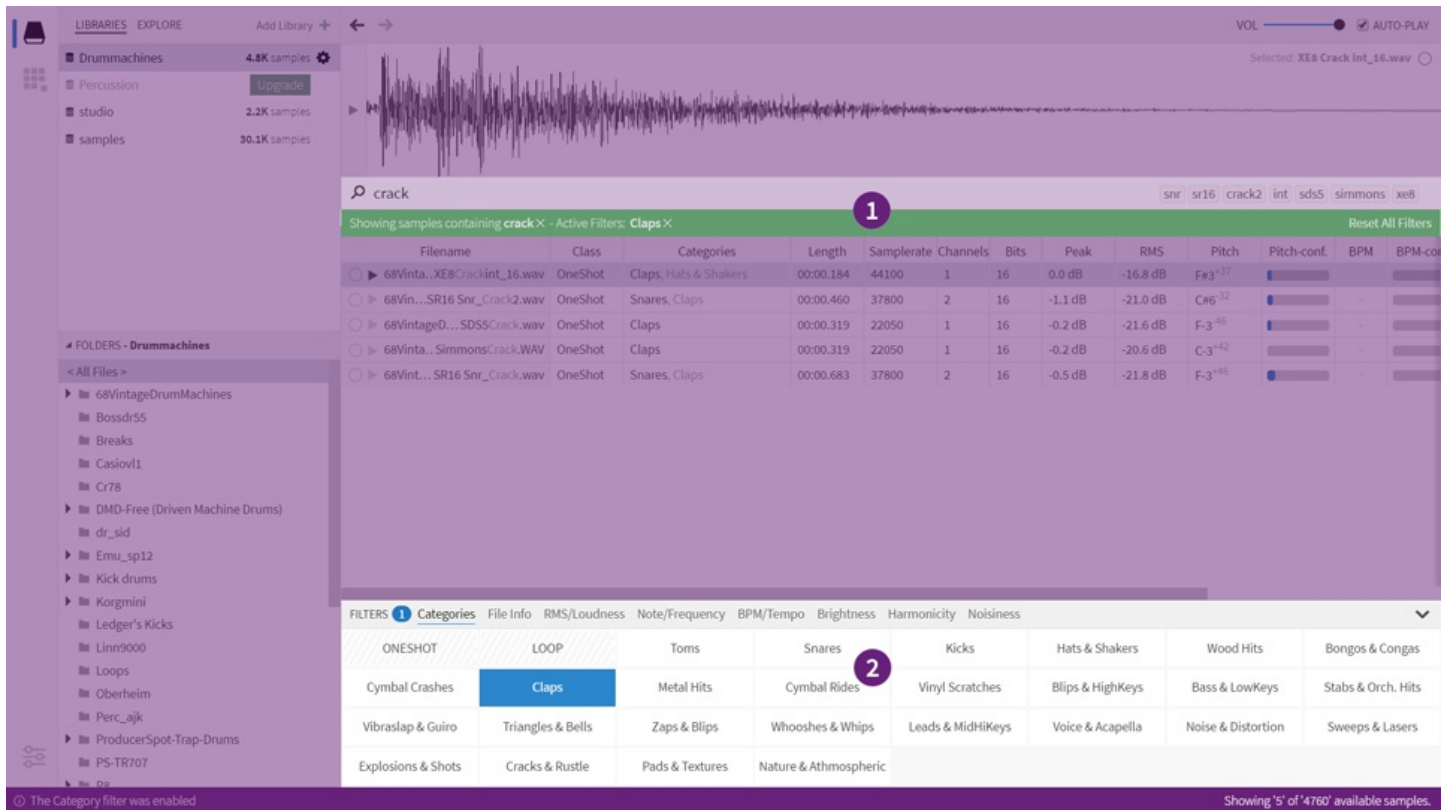 LIBRARIES EXPLORE Add Library +
VOL AUTO-PLAY
Drummachines 4.8K samples
Percussion Upgrade
studio 2.2K samples
samples 30.1K samples
Selected: XE8 Crack int_16.wav
crack
snr sr16 crack2 int sds5 simmons xe8
1
Showing samples containing crack × - Active Filters: Claps × Reset All Filters
Filename Class Categories Length Samplerate Channels Bits Peak RMS Pitch Pitch-conf. BPM BPM-co
68Vinta..XE8Crackint_16.wav OneShot Claps, Hats & Shakers 00:00.184 44100 1 16 0.0 dB -16.8 dB F#3+37
68Vin...SR16 Snr_Crack2.wav OneShot Snares, Claps 00:00.460 37800 2 16 -1.1 dB -21.0 dB C#6-32 -
68VintageD... SDS5Crack.wav OneShot Claps 00:00.319 22050 1 16 -0.2 dB -21.6 dB F-3-46 -
68Vinta.. SimmonsCrack.WAV OneShot Claps 00:00.319 22050 1 16 -0.2 dB -20.6 dB C-3+42 -
68Vint... SR16 Snr_Crack.wav OneShot Snares, Claps 00:00.683 37800 2 16 -0.5 dB -21.8 dB F-3+46 -
FOLDERS - Drummachines
< All Files >
68VintageDrumMachines
Bossdr55
Breaks
Casiovl1
Cr78
DMD-Free (Driven Machine Drums)
dr_sid
Emu_sp12
Kick drums
Korgmini
Ledger's Kicks
Linn9000
Loops
Oberheim
Perc_ajk
ProducerSpot-Trap-Drums
PS-TR707
FILTERS 1 Categories File Info RMS/Loudness Note/Frequency BPM/Tempo Brightness Harmonicity Noisiness
ONESHOT LOOP Toms Snares Kicks Hats & Shakers Wood Hits Bongos & Congas
2
Cymbal Crashes Claps Metal Hits Cymbal Rides Vinyl Scratches Blips & HighKeys Bass & LowKeys Stabs & Orch. Hits
Vibraslap & Guiro Triangles & Bells Zaps & Blips Whooshes & Whips Leads & MidHiKeys Voice & Acapella Noise & Distortion Sweeps & Lasers
Explosions & Shots Cracks & Rustle Pads & Textures Nature & Athmospheric
The Category filter was enabled Showing '5' of '4760' available samples.